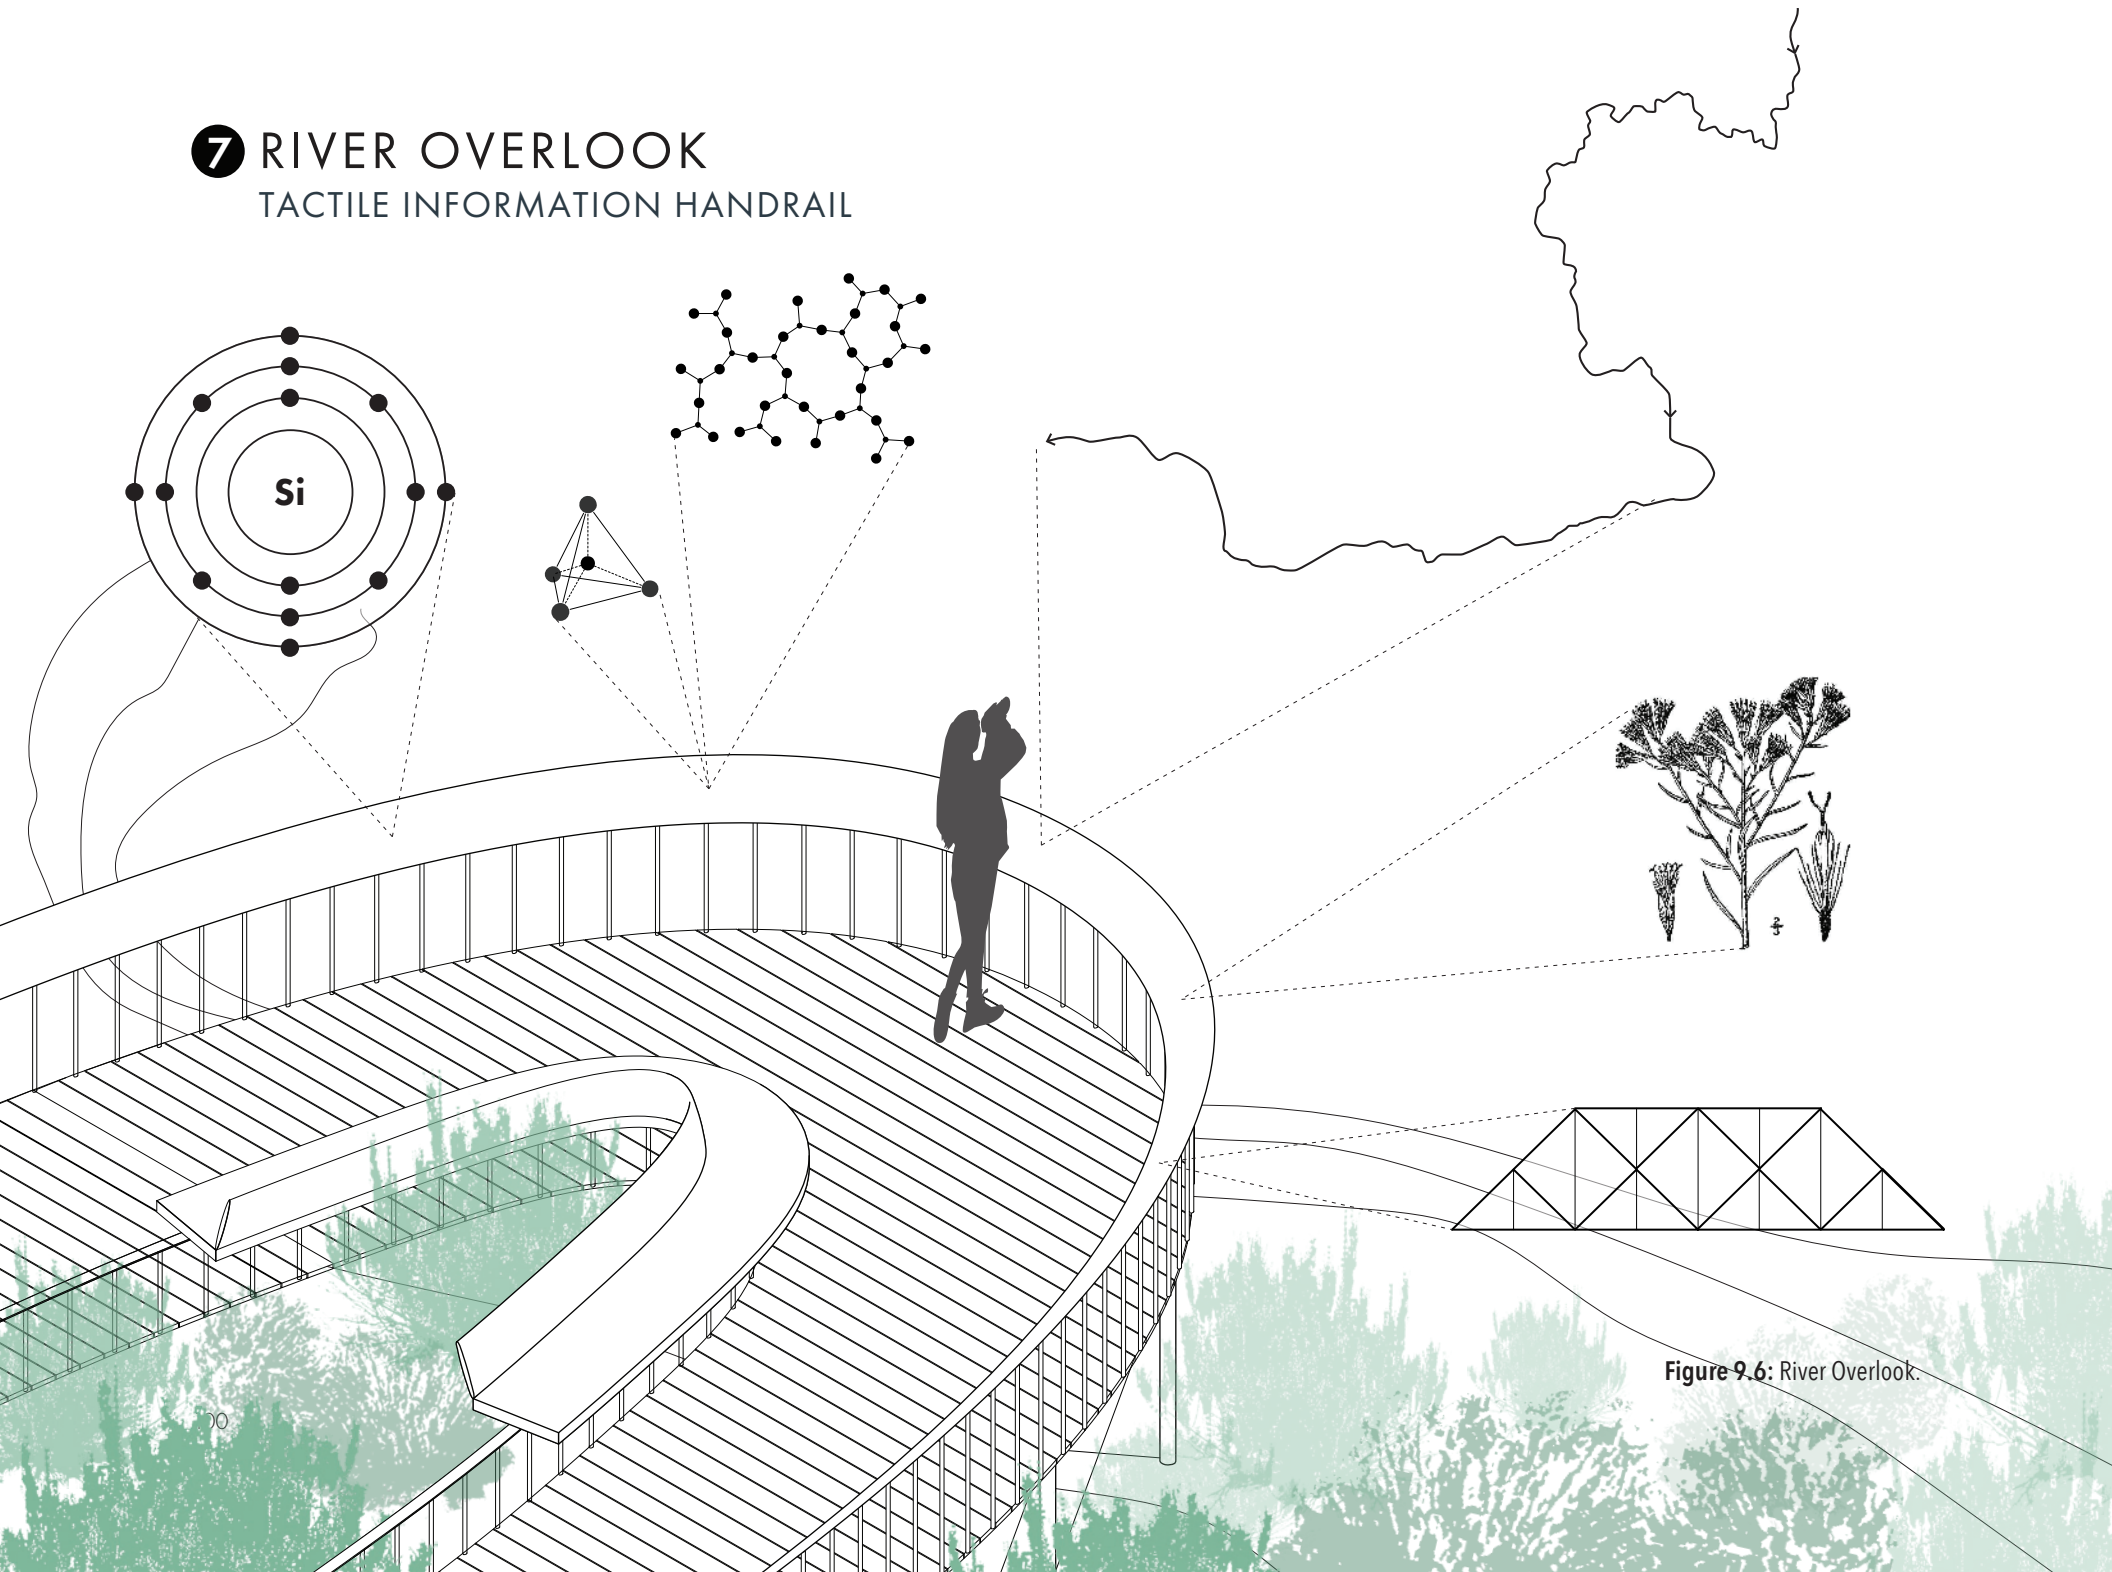 7 RIVER OVERLOOK
TACTILE INFORMATION HANDRAIL
Si
Figure 9.6: River Overlook.